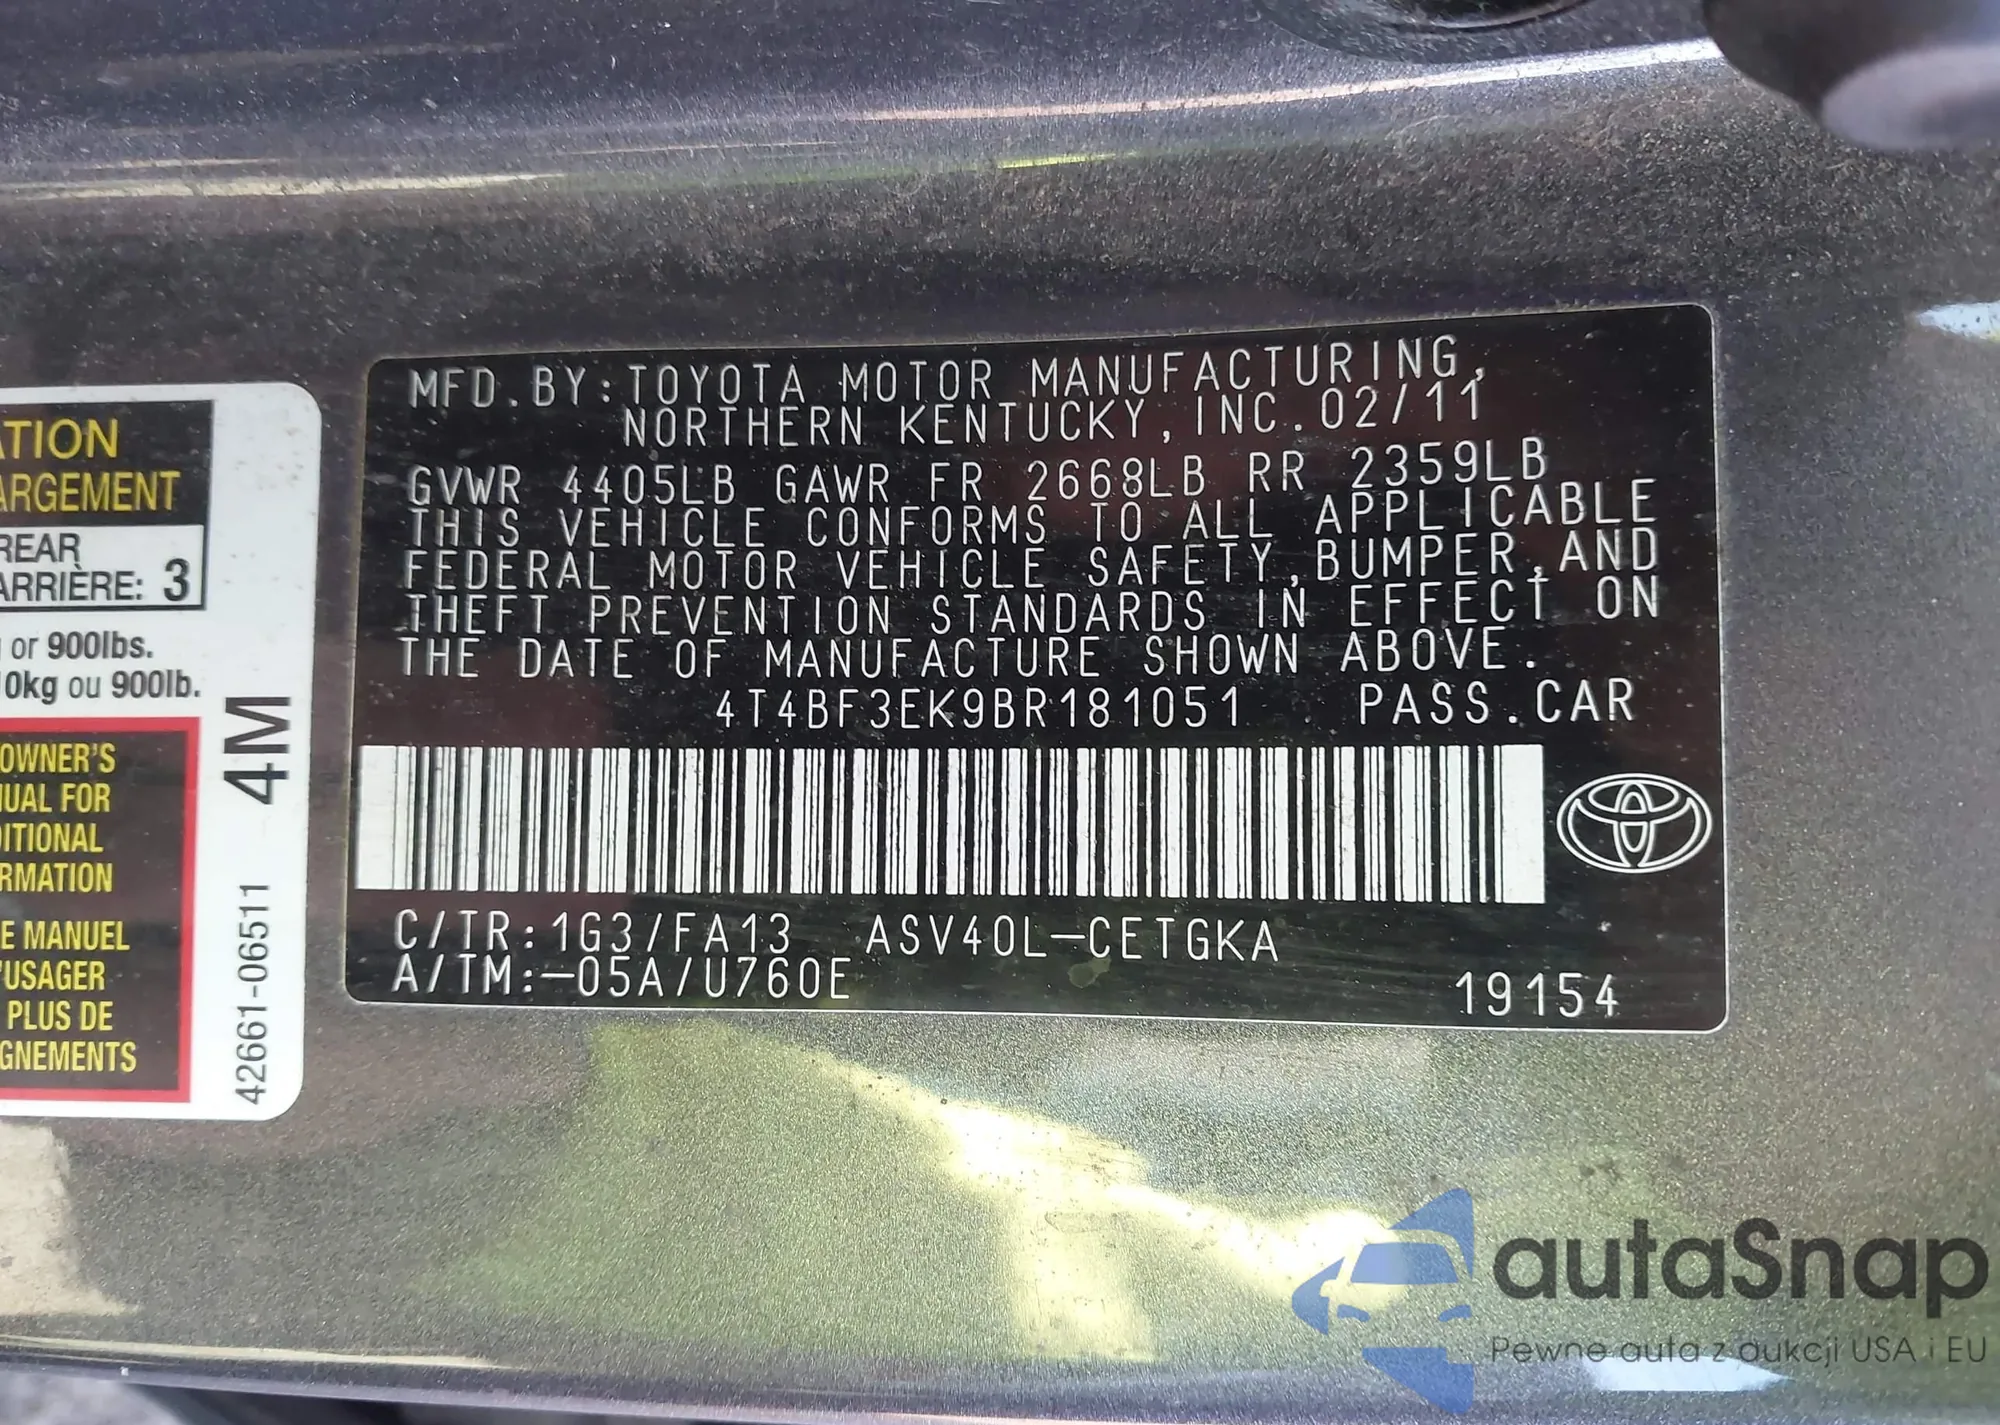 ATION
ARGEMENT
REAR
ARRIÈRE: 3
or 900lbs.
0kg ou 900lb.
OWNER'S
UAL FOR
DITIONAL
RMATION
E MANUEL
'USAGER
PLUS DE
GNEMENTS
42661-06511 4M
MFD. BY: TOYOTA MOTOR MANUFACTURING,
NORTHERN KENTUCKY, INC. 02/11
GVWR 4405LB GAWR FR 2668LB RR 2359LB
THIS VEHICLE CONFORMS TO ALL APPLICABLE
FEDERAL MOTOR VEHICLE SAFETY, BUMPER, AND
THEFT PREVENTION STANDARDS IN EFFECT ON
THE DATE OF MANUFACTURE SHOWN ABOVE.
4T4BF3EK9BR181051 PASS. CAR
C/TR: 1G3/FA13 ASV40L-CETGKA
A/TM: -05A/U760E
19154
autaSnap
Pewne auta z aukcji USA i EU